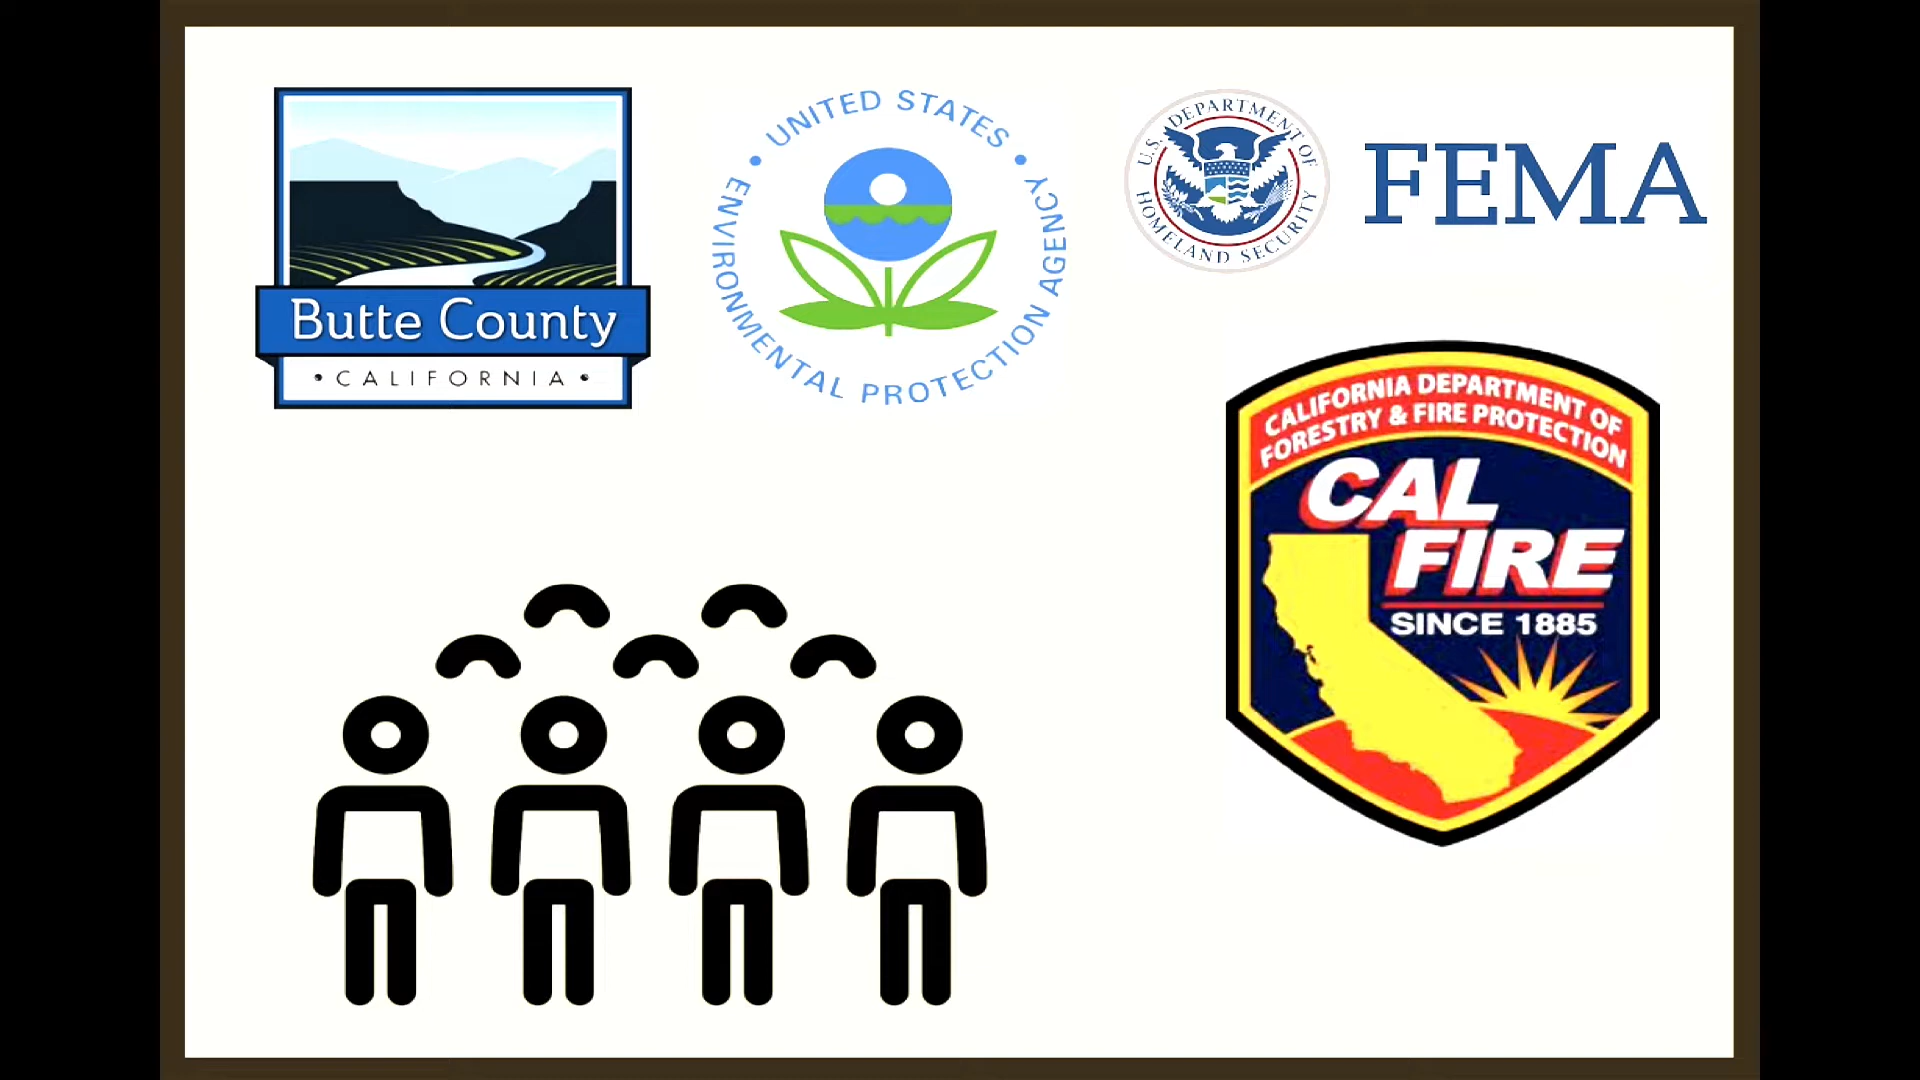 Butte County
• CALIFORNIA •
• UNITED STATES •
ENVIRONMENTAL PROTECTION AGENCY
U.S. DEPARTMENT OF
HOMELAND SECURITY
FEMA
CALIFORNIA DEPARTMENT OF
FORESTRY & FIRE PROTECTION
CAL
FIRE
SINCE 1885